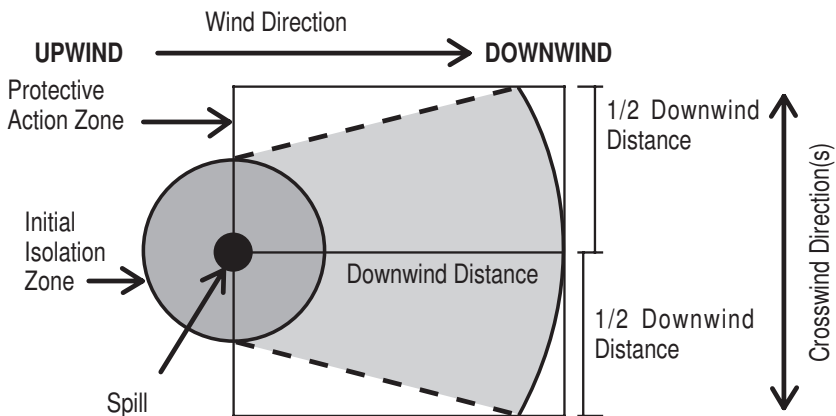 Wind Direction
UPWIND
DOWNWIND
Protective
Action Zone
1/2 Downwind
Distance
Crosswind Direction(s)
Initial
Isolation
Zone
Downwind Distance
1/2 Downwind
Distance
Spill